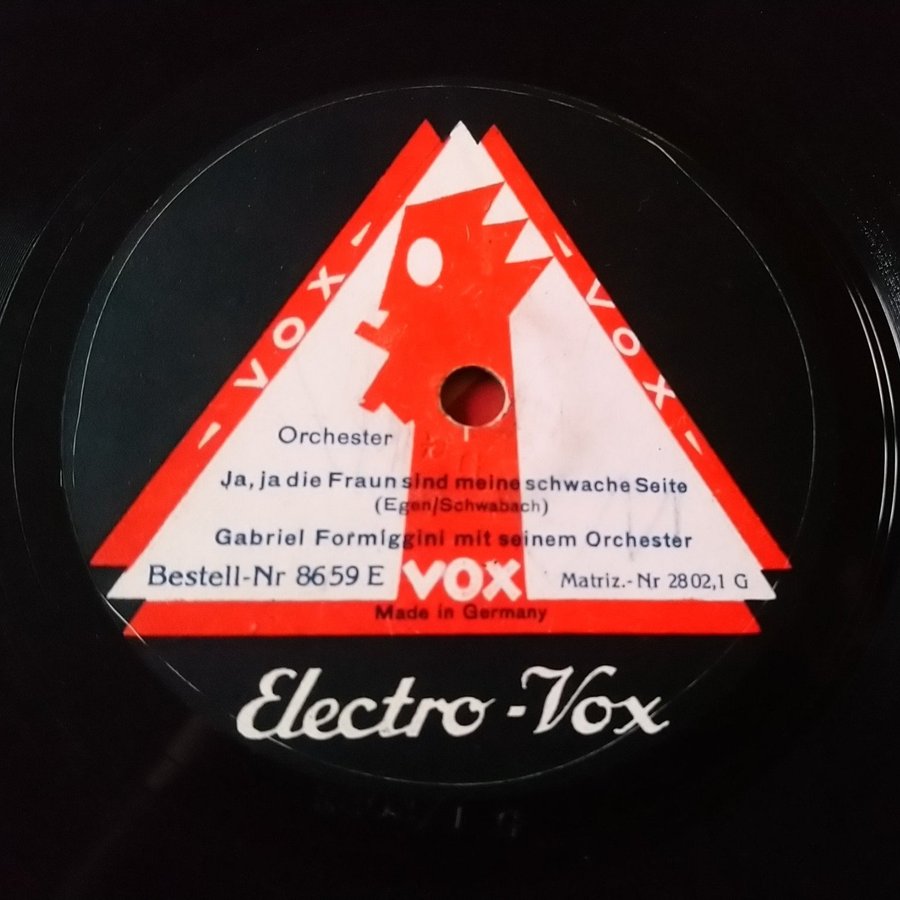 - VOX -
- VOX -
Orchester
Ja, ja die Fraun sind meine schwache Seite
(Egen/Schwabach)
Gabriel Formiggini mit seinem Orchester
Bestell-Nr 8659 E
VOX
Matriz.-Nr 2802,1 G
Made in Germany
Electro-Vox